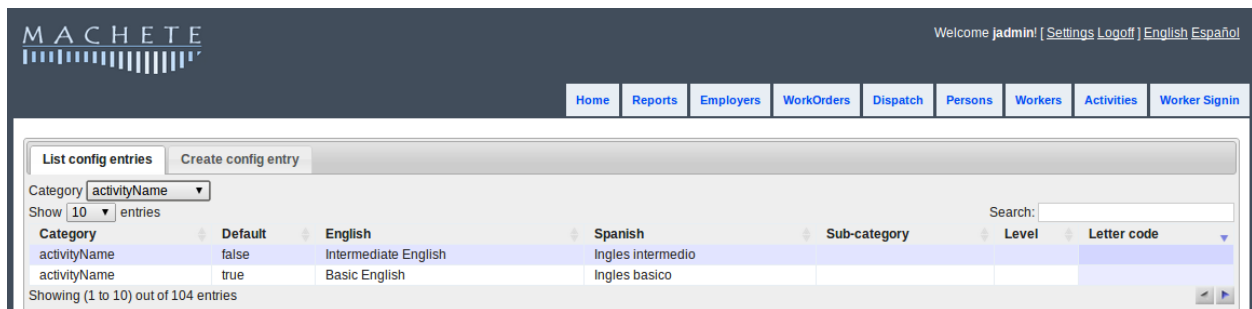 MACHETE
Welcome jadmin! [ Settings Logoff ] English Español
Home Reports Employers WorkOrders Dispatch Persons Workers Activities Worker Signin
List config entries Create config entry
Category activityName
Show 10 entries Search:
Category Default English Spanish Sub-category Level Letter code
activityName false Intermediate English Ingles intermedio
activityName true Basic English Ingles basico
Showing (1 to 10) out of 104 entries